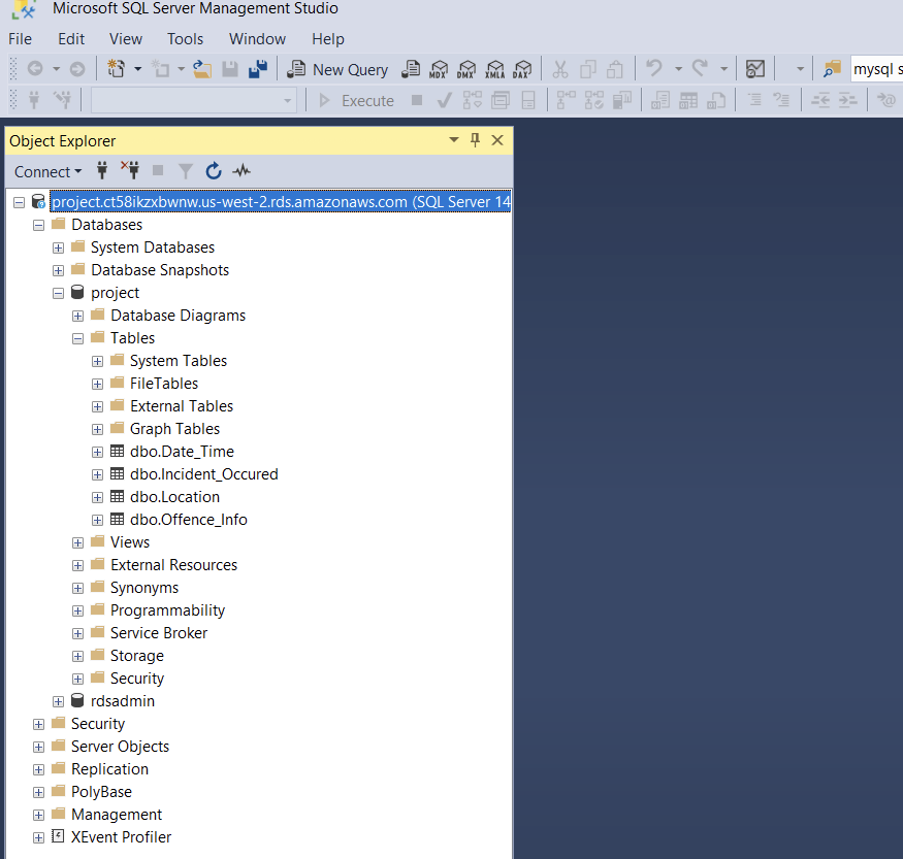 Microsoft SQL Server Management Studio
File Edit View Tools Window Help
New Query MDX DMX XMLA DAX mysql s
Execute
Object Explorer
Connect
project.ct58ikzxbwnw.us-west-2.rds.amazonaws.com (SQL Server 14
Databases
System Databases
Database Snapshots
project
Database Diagrams
Tables
System Tables
FileTables
External Tables
Graph Tables
dbo.Date_Time
dbo.Incident_Occured
dbo.Location
dbo.Offence_Info
Views
External Resources
Synonyms
Programmability
Service Broker
Storage
Security
rdsadmin
Security
Server Objects
Replication
PolyBase
Management
XEvent Profiler